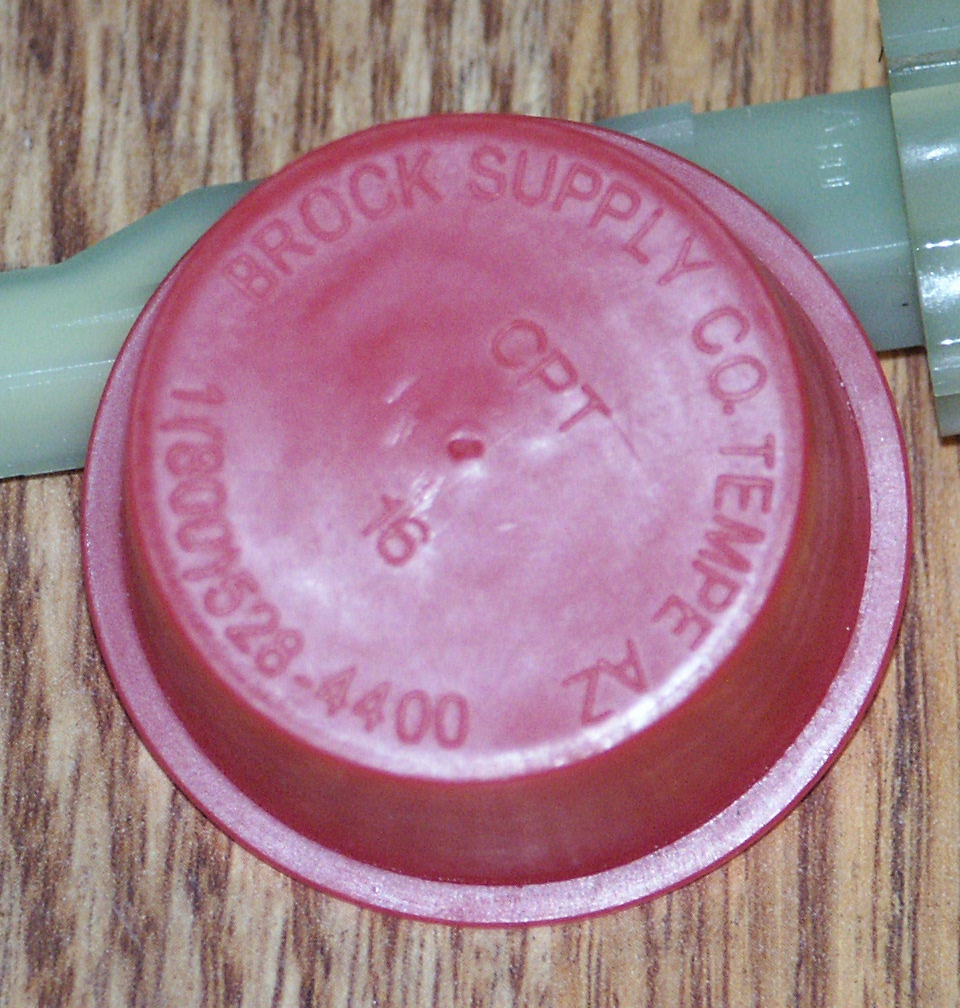 BROCK SUPPLY CO. TEMPE AZ
1/800/528-4400
CPT
16